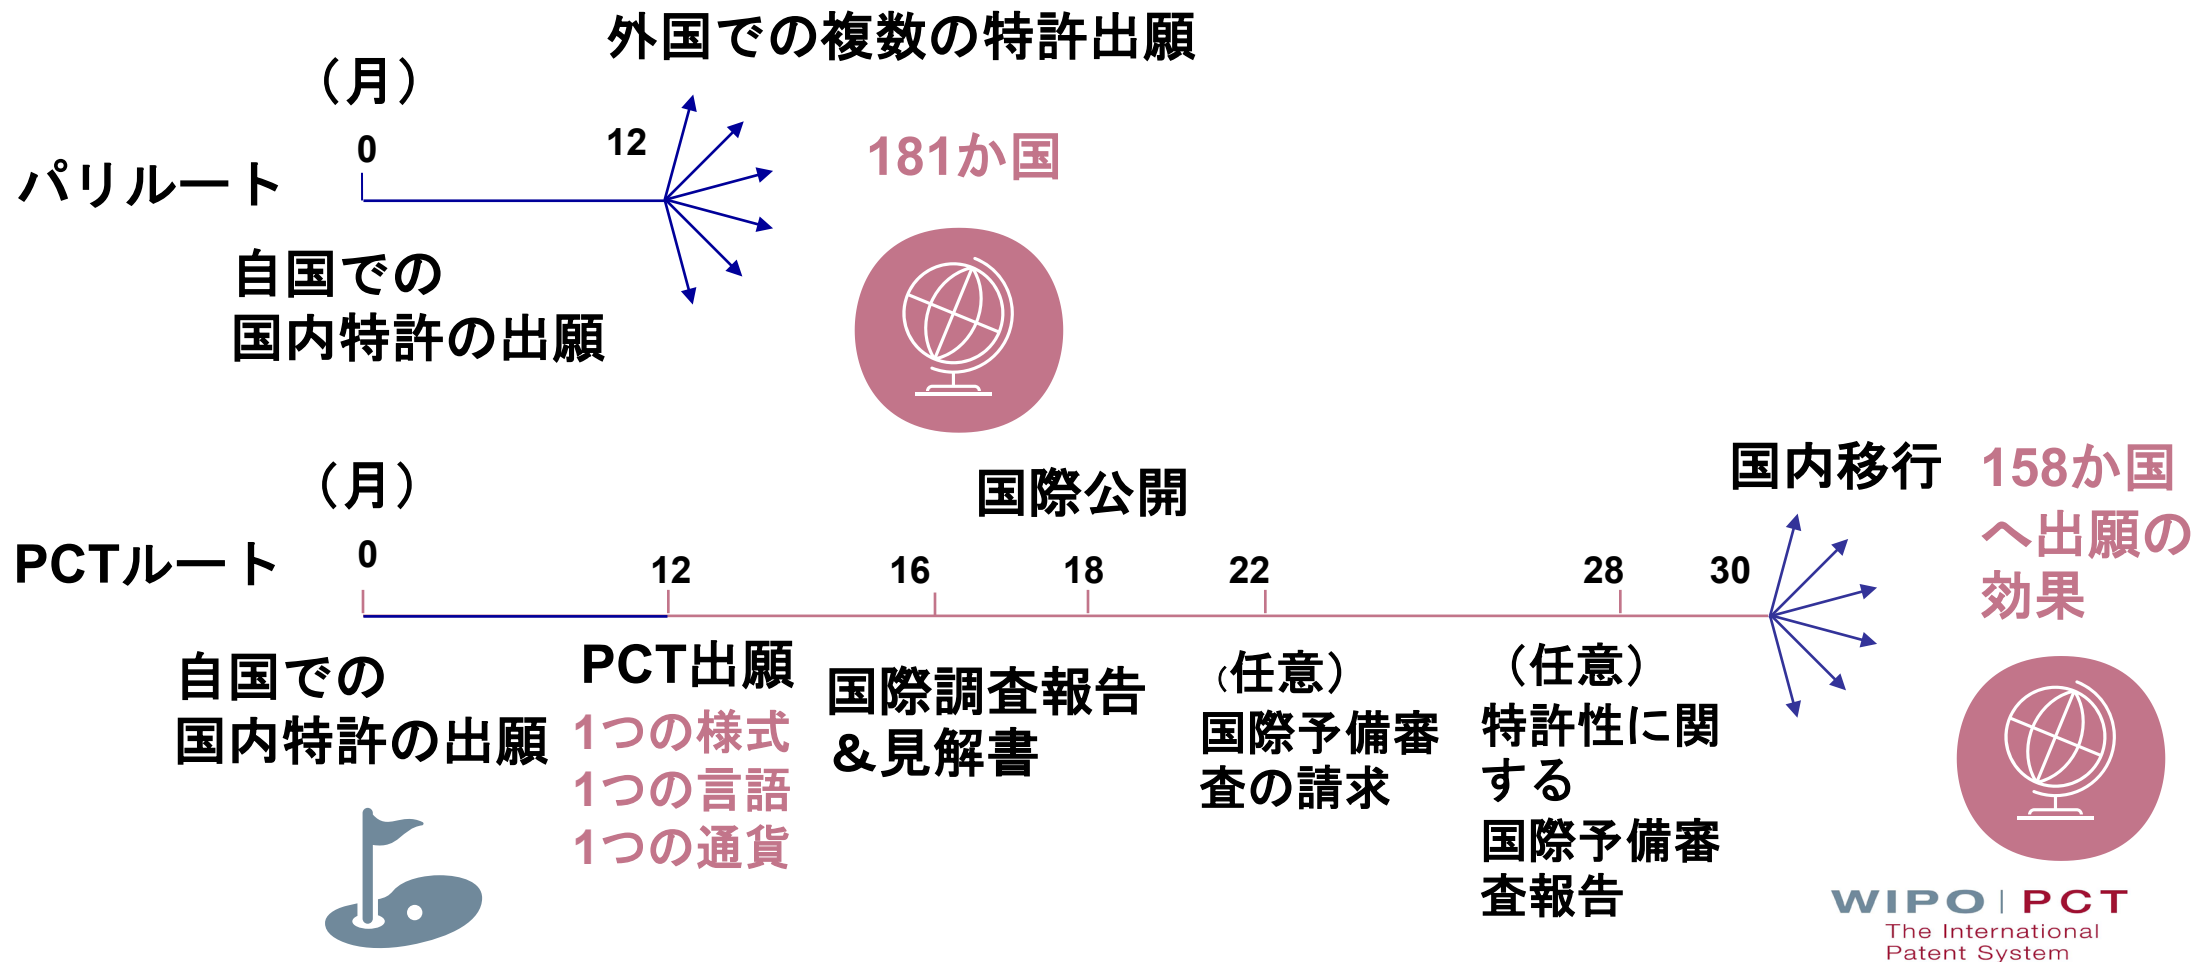 外国での複数の特許出願
（月）
0
12
181か国
パリルート
自国での
国内特許の出願
国内移行
158か国
へ出願の
効果
（月）
国際公開
PCTルート
0
12
16
18
22
28
30
自国での
国内特許の出願
PCT出願
1つの様式
1つの言語
1つの通貨
国際調査報告
＆見解書
（任意）
国際予備審
査の請求
（任意）
特許性に関
する
国際予備審
査報告
WIPO | PCT
The International
Patent System